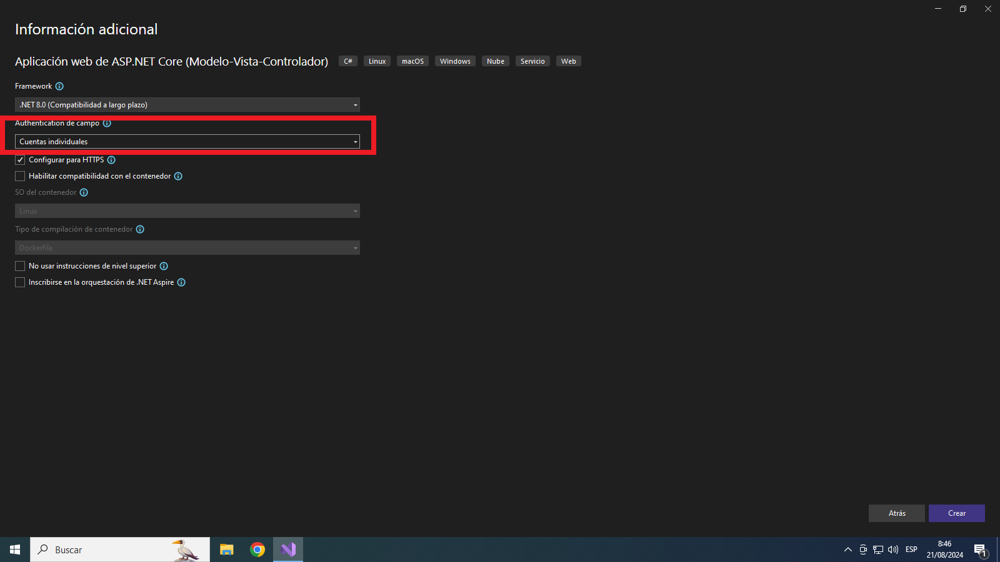 Información adicional
Aplicación web de ASP.NET Core (Modelo-Vista-Controlador) C# Linux macOS Windows Nube Servicio Web
Framework
.NET 8.0 (Compatibilidad a largo plazo)
Authentication de campo
Cuentas individuales
Configurar para HTTPS
Habilitar compatibilidad con el contenedor
SO del contenedor
Linux
Tipo de compilación de contenedor
Dockerfile
No usar instrucciones de nivel superior
Inscribirse en la orquestación de .NET Aspire
Atrás Crear
Buscar
ESP
8:46
21/08/2024
1